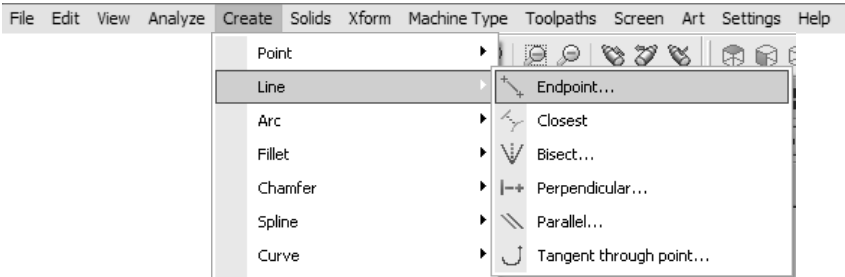 File Edit View Analyze Create Solids Xform Machine Type Toolpaths Screen Art Settings Help
Point
Line
Arc
Fillet
Chamfer
Spline
Curve
Endpoint...
Closest
Bisect...
Perpendicular...
Parallel...
Tangent through point...